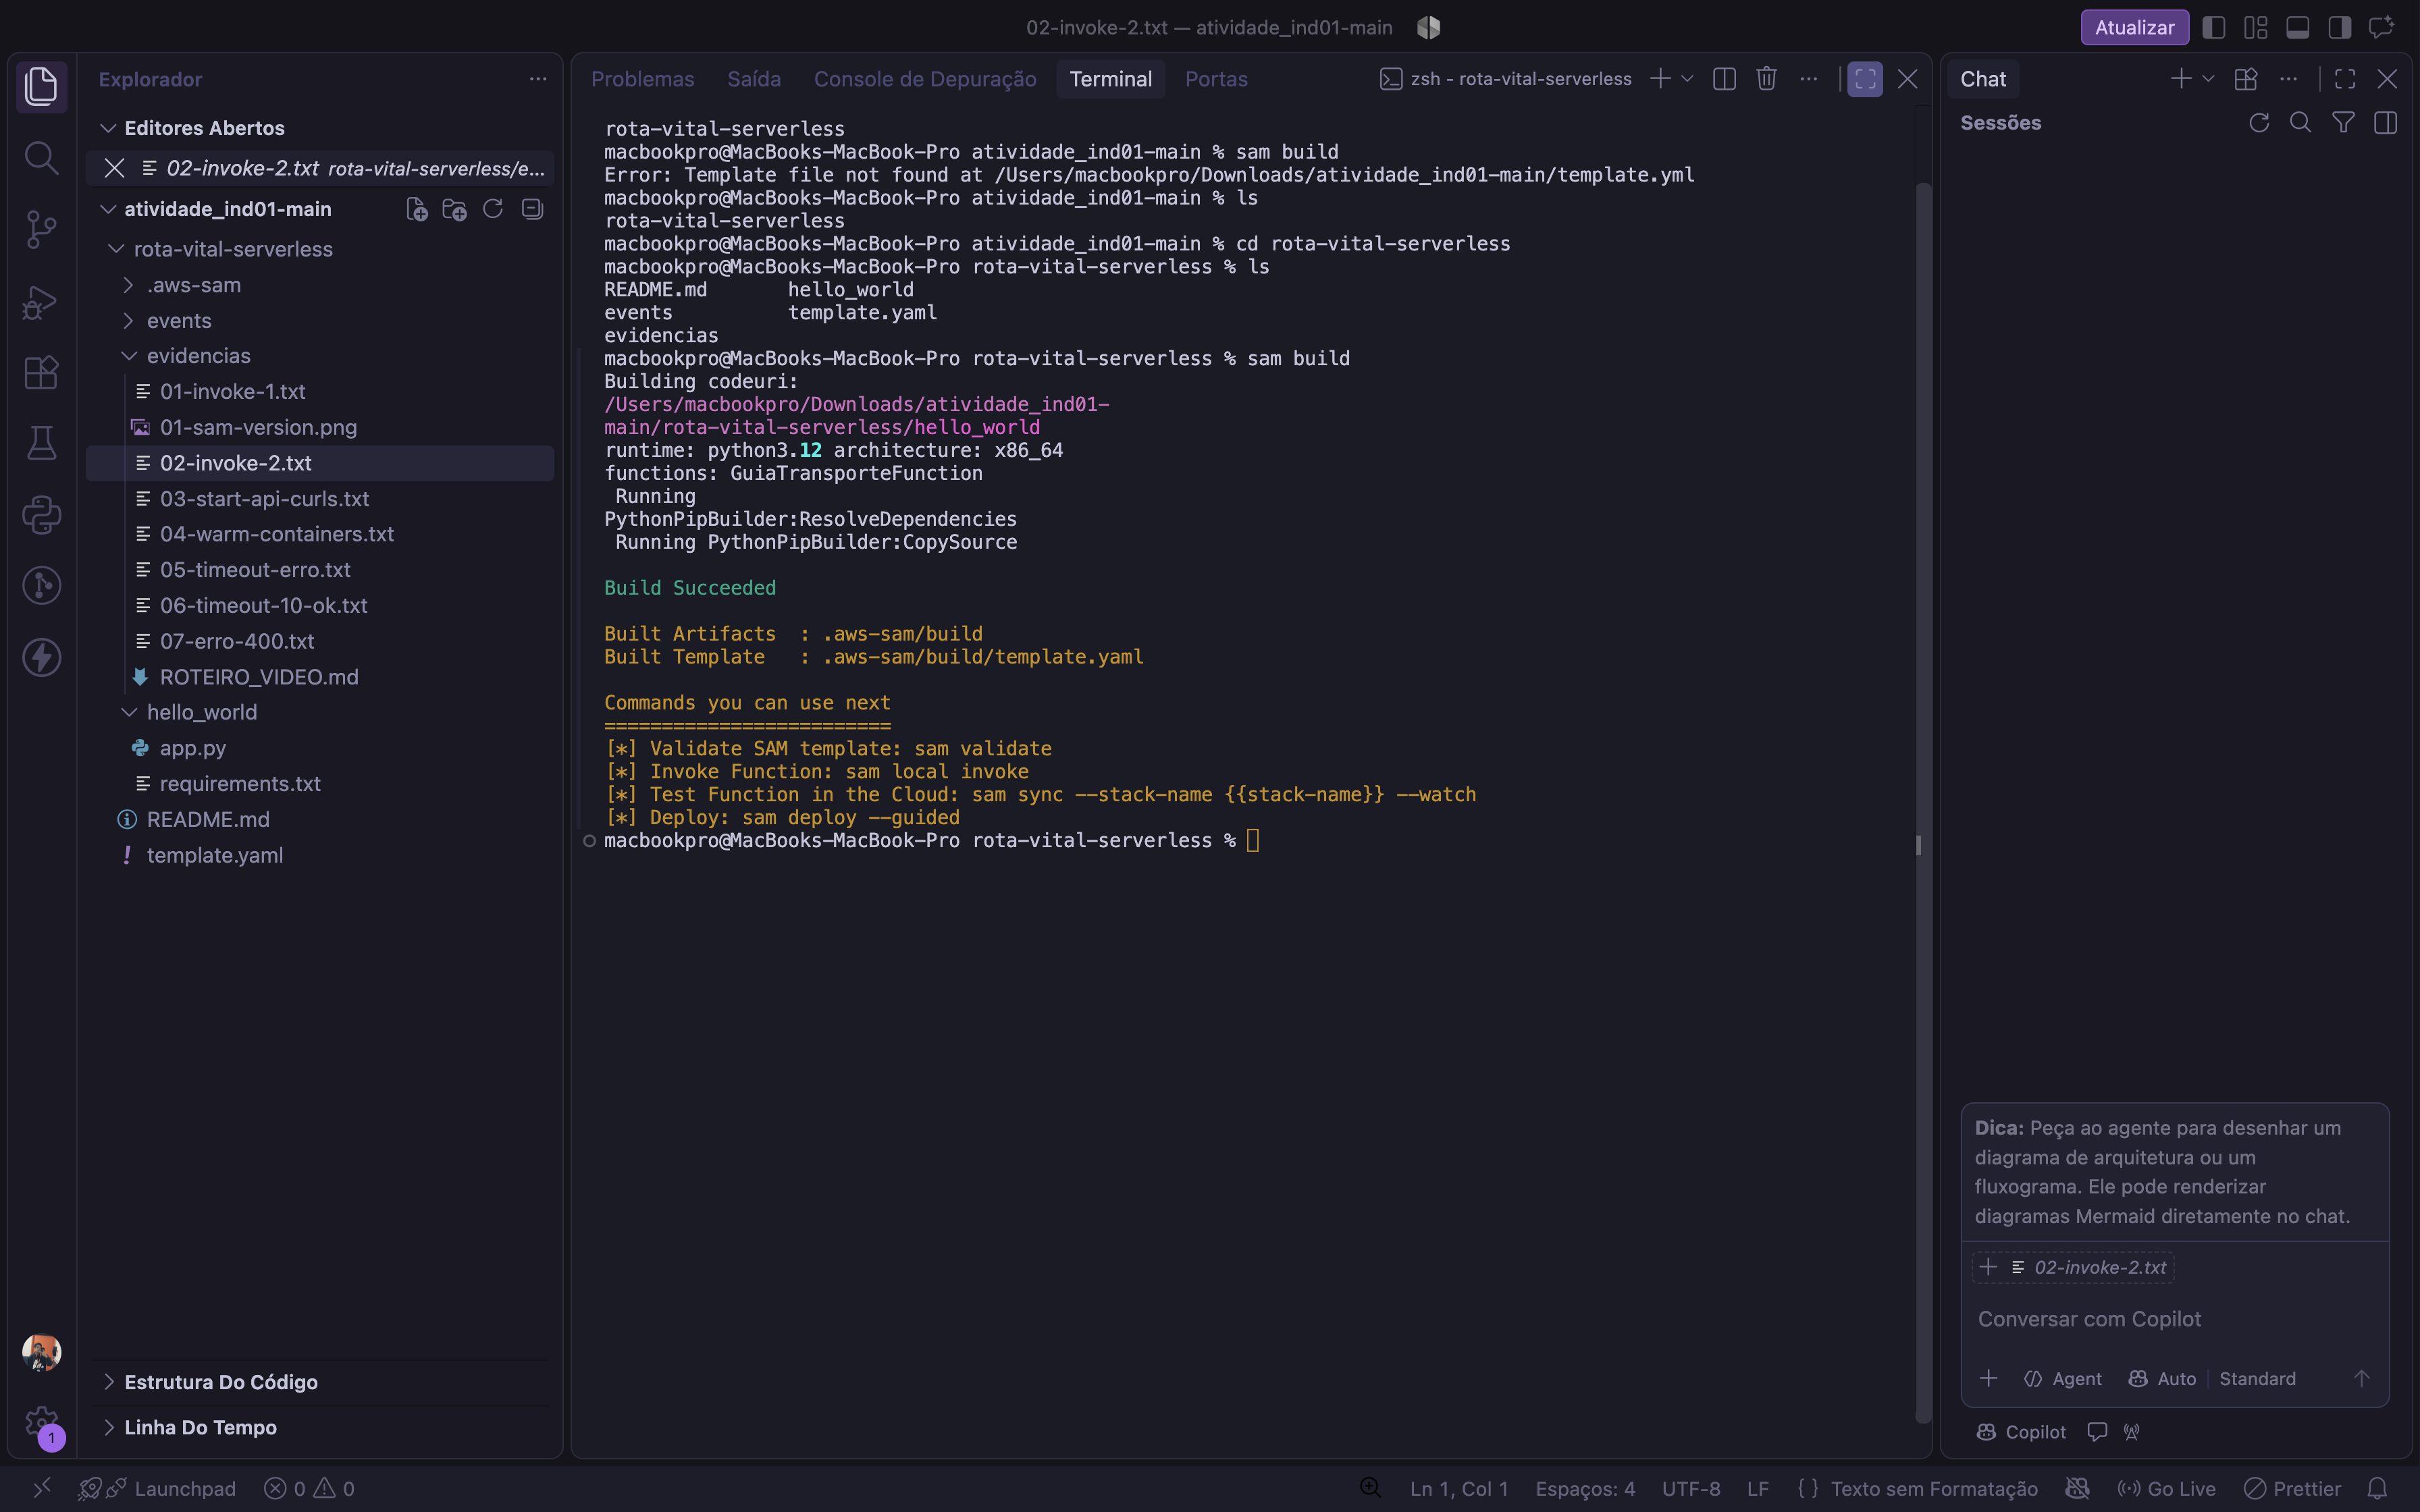 02-invoke-2.txt — atividade_ind01-main
Atualizar
Explorador
Editores Abertos
02-invoke-2.txt rota-vital-serverless/e...
atividade_ind01-main
rota-vital-serverless
.aws-sam
events
evidencias
01-invoke-1.txt
01-sam-version.png
02-invoke-2.txt
03-start-api-curls.txt
04-warm-containers.txt
05-timeout-erro.txt
06-timeout-10-ok.txt
07-erro-400.txt
ROTEIRO_VIDEO.md
hello_world
app.py
requirements.txt
README.md
template.yaml
Estrutura Do Código
Linha Do Tempo
1
Problemas Saída Console de Depuração Terminal Portas
zsh - rota-vital-serverless
rota-vital-serverless
macbookpro@MacBooks-MacBook-Pro atividade_ind01-main % sam build
Error: Template file not found at /Users/macbookpro/Downloads/atividade_ind01-main/template.yml
macbookpro@MacBooks-MacBook-Pro atividade_ind01-main % ls
rota-vital-serverless
macbookpro@MacBooks-MacBook-Pro atividade_ind01-main % cd rota-vital-serverless
macbookpro@MacBooks-MacBook-Pro rota-vital-serverless % ls
README.md hello_world
events template.yaml
evidencias
macbookpro@MacBooks-MacBook-Pro rota-vital-serverless % sam build
Building codeuri:
/Users/macbookpro/Downloads/atividade_ind01-
main/rota-vital-serverless/hello_world
runtime: python3.12 architecture: x86_64
functions: GuiaTransporteFunction
Running
PythonPipBuilder:ResolveDependencies
Running PythonPipBuilder:CopySource
Build Succeeded
Built Artifacts : .aws-sam/build
Built Template : .aws-sam/build/template.yaml
Commands you can use next
=========================
[*] Validate SAM template: sam validate
[*] Invoke Function: sam local invoke
[*] Test Function in the Cloud: sam sync --stack-name {{stack-name}} --watch
[*] Deploy: sam deploy --guided
macbookpro@MacBooks-MacBook-Pro rota-vital-serverless %
Chat
Sessões
Dica: Peça ao agente para desenhar um
diagrama de arquitetura ou um
fluxograma. Ele pode renderizar
diagramas Mermaid diretamente no chat.
02-invoke-2.txt
Conversar com Copilot
Agent Auto Standard
Copilot
Launchpad 0 0
Ln 1, Col 1 Espaços: 4 UTF-8 LF { } Texto sem Formatação Go Live Prettier